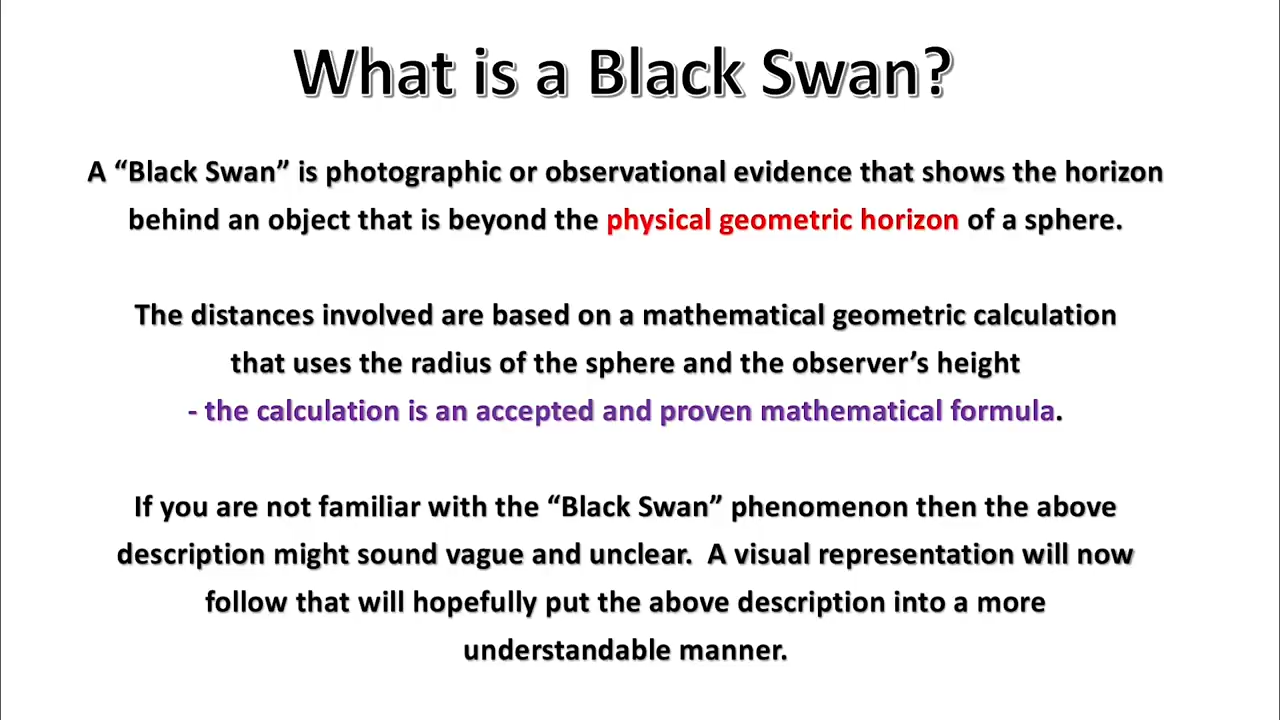 What is a Black Swan?
A “Black Swan” is photographic or observational evidence that shows the horizon
behind an object that is beyond the physical geometric horizon of a sphere.
The distances involved are based on a mathematical geometric calculation
that uses the radius of the sphere and the observer’s height
- the calculation is an accepted and proven mathematical formula.
If you are not familiar with the “Black Swan” phenomenon then the above
description might sound vague and unclear.  A visual representation will now
follow that will hopefully put the above description into a more
understandable manner.